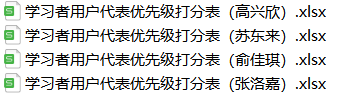 学习者用户代表优先级打分表（高兴欣）.xlsx
学习者用户代表优先级打分表（苏东来）.xlsx
学习者用户代表优先级打分表（俞佳琪）.xlsx
学习者用户代表优先级打分表（张洛嘉）.xlsx